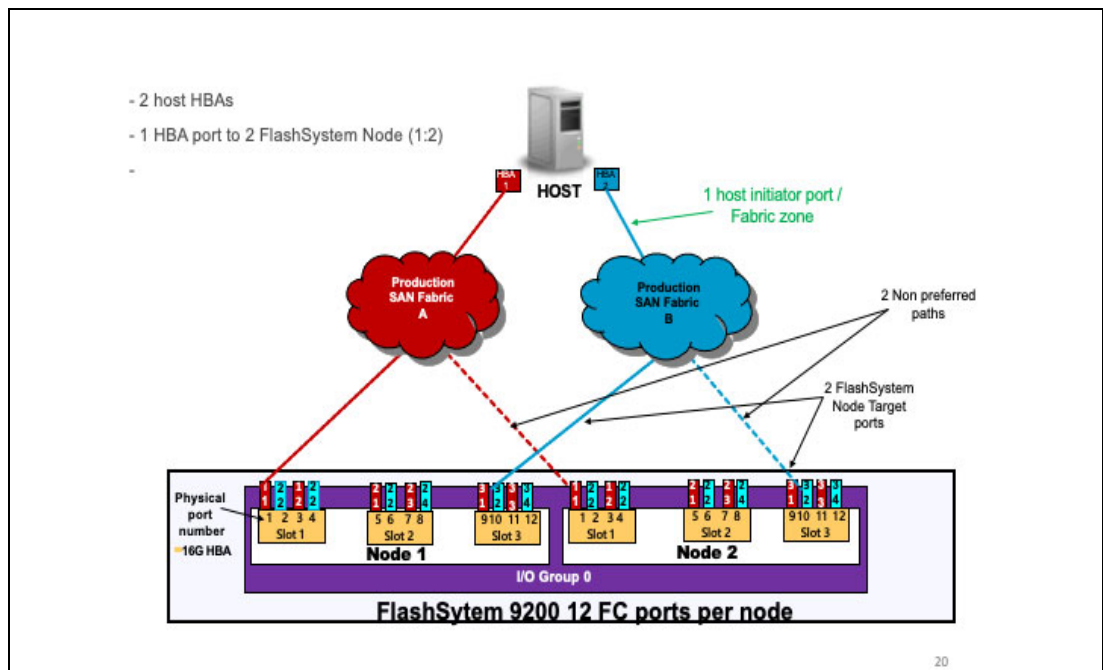 - 2 host HBAs
- 1 HBA port to 2 FlashSystem Node (1:2)
-
HBA
1
HOST
HBA
2
1 host initiator port /
Fabric zone
Production
SAN Fabric
A
Production
SAN Fabric
B
2 Non preferred
paths
2 FlashSystem
Node Target
ports
Physical
port
number
16G HBA
1 2 3 4
Slot 1
5 6 7 8
Slot 2
9 10 11 12
Slot 3
Node 1
1 2 3 4
Slot 1
5 6 7 8
Slot 2
9 10 11 12
Slot 3
Node 2
I/O Group 0
FlashSytem 9200 12 FC ports per node
20